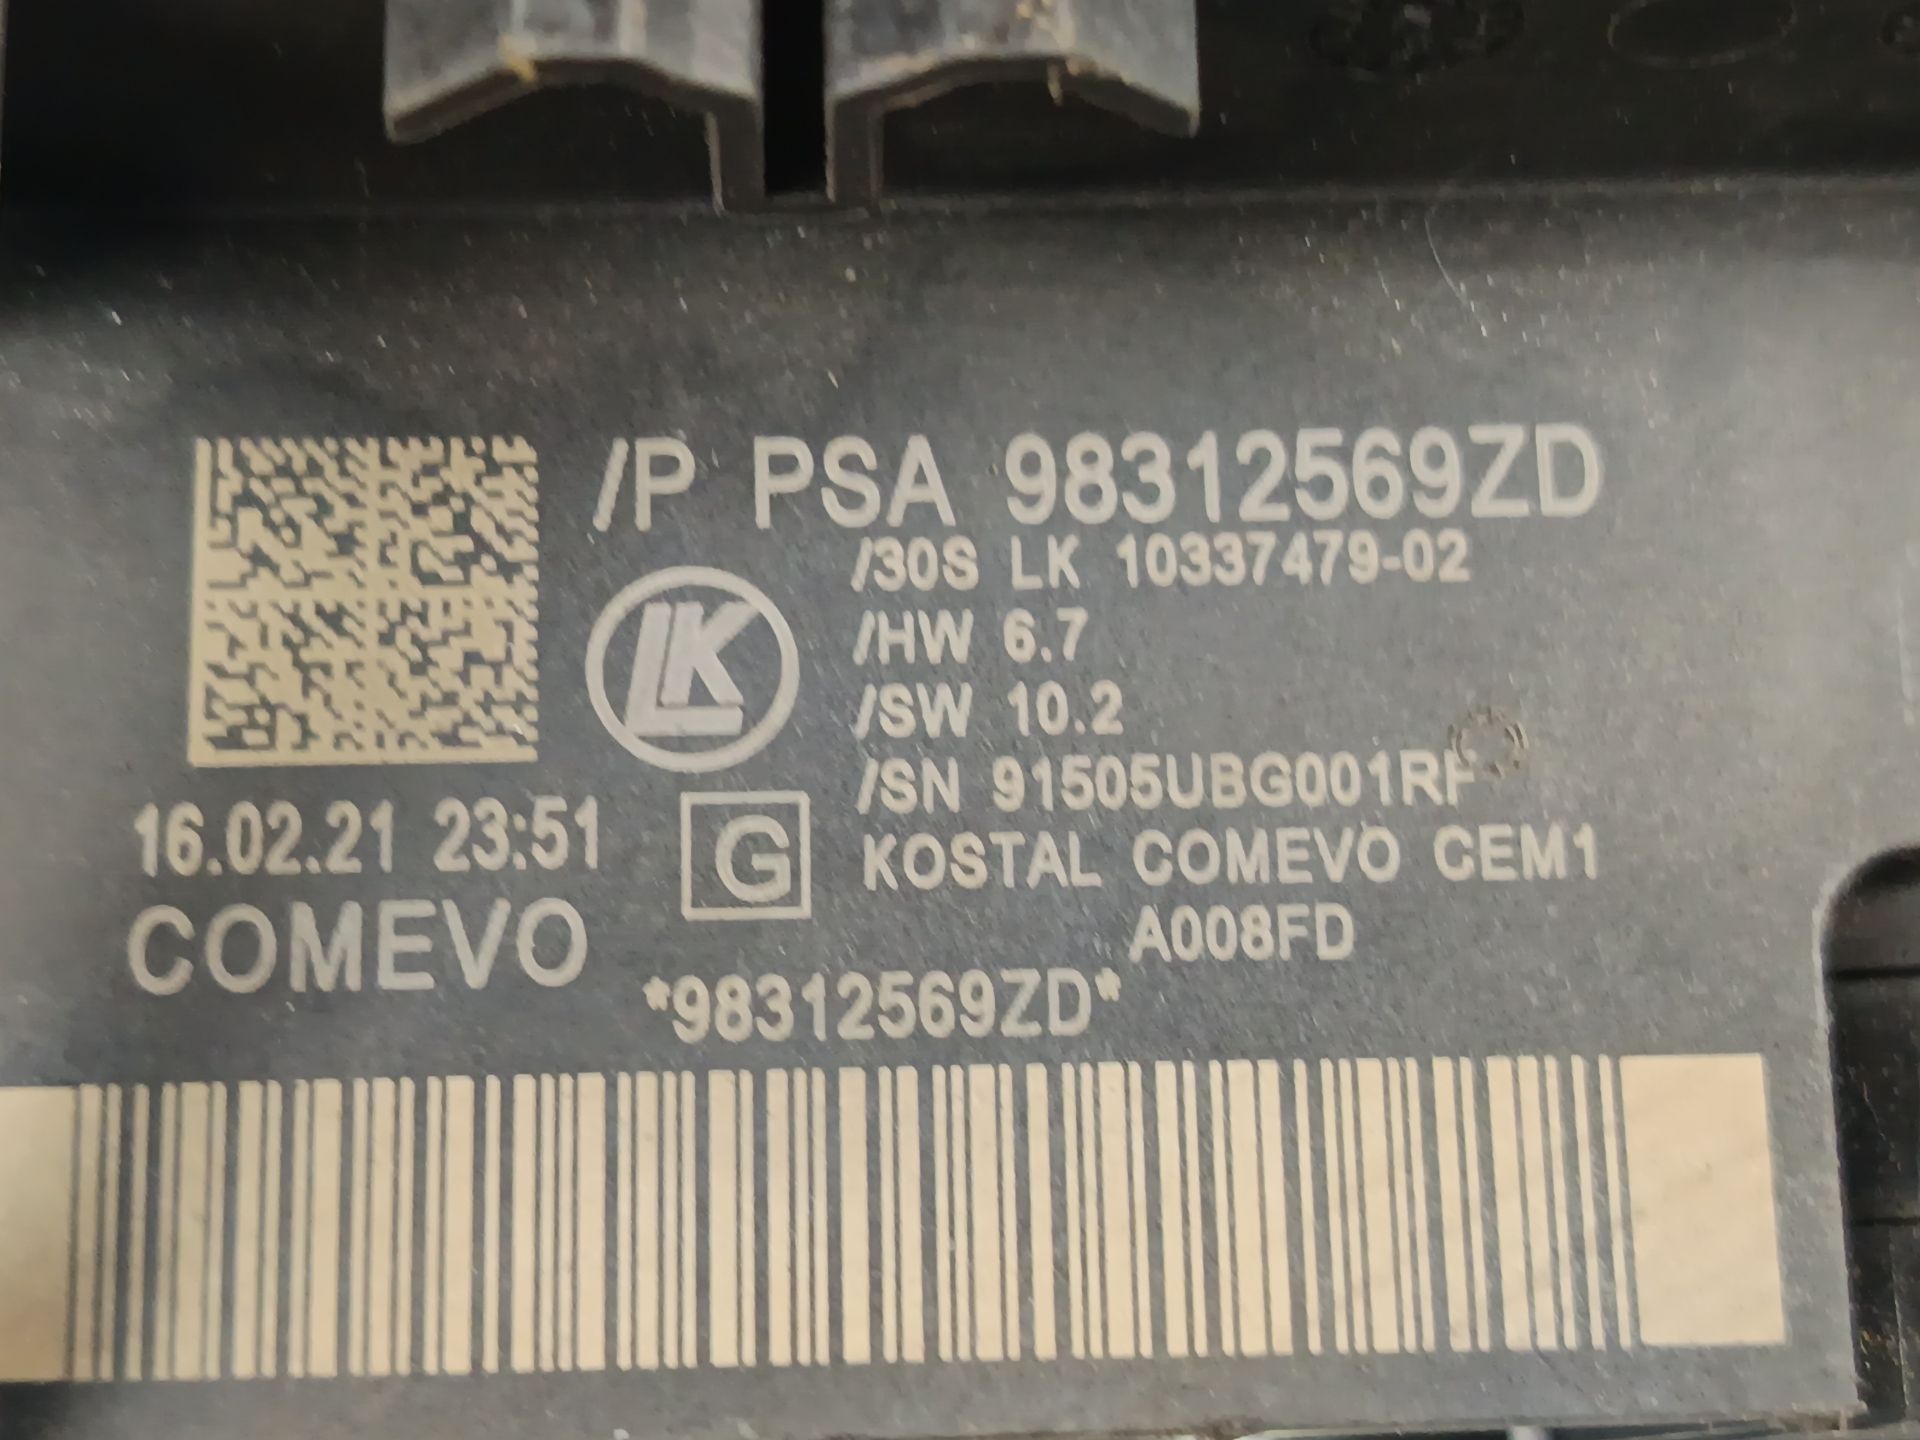 /P PSA 98312569ZD
/30S LK 10337479-02
LK
/HW 6.7
/SW 10.2
/SN 91505UBG001RF
16.02.21 23:51
G
KOSTAL COMEVO CEM1
COMEVO
A008FD
*98312569ZD*